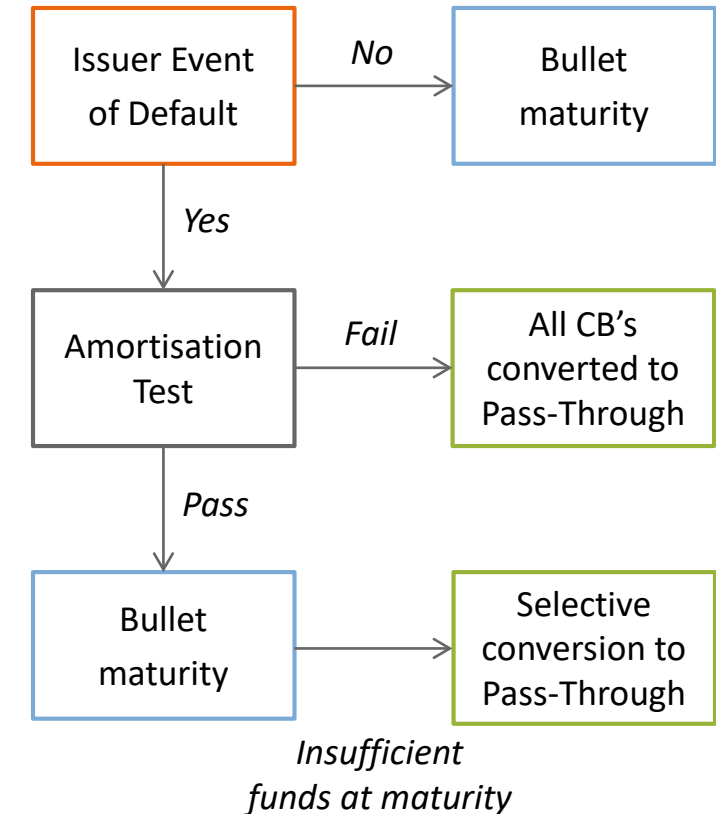 Issuer Event
of Default
No
Bullet
maturity
Yes
Amortisation
Test
Fail
All CB’s
converted to
Pass-Through
Pass
Bullet
maturity
Selective
conversion to
Pass-Through
Insufficient
funds at maturity